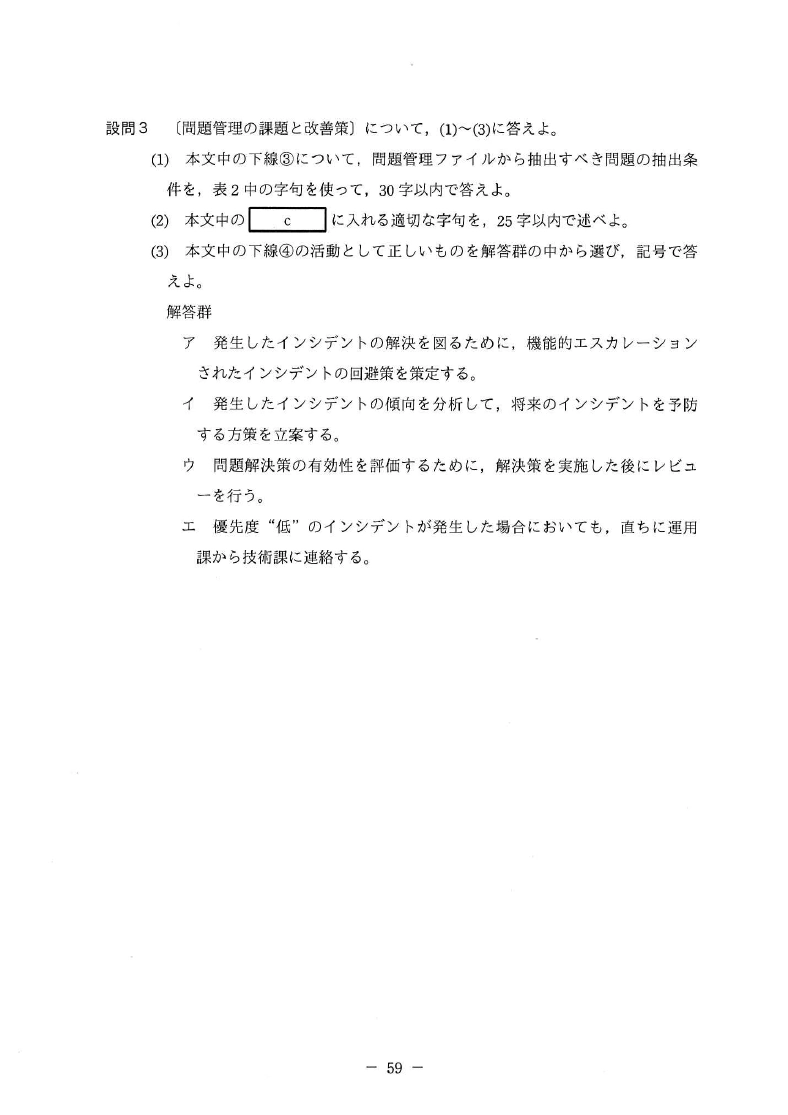 設問3 〔問題管理の課題と改善策〕について，(1)～(3)に答えよ。
(1) 本文中の下線③について，問題管理ファイルから抽出すべき問題の抽出条
件を，表2中の字句を使って，30字以内で答えよ。
(2) 本文中の c に入れる適切な字句を，25字以内で述べよ。
(3) 本文中の下線④の活動として正しいものを解答群の中から選び，記号で答
えよ。
解答群
ア 発生したインシデントの解決を図るために，機能的エスカレーション
されたインシデントの回避策を策定する。
イ 発生したインシデントの傾向を分析して，将来のインシデントを予防
する方策を立案する。
ウ 問題解決策の有効性を評価するために，解決策を実施した後にレビュ
ーを行う。
エ 優先度“低”のインシデントが発生した場合においても，直ちに運用
課から技術課に連絡する。
－ 59 －